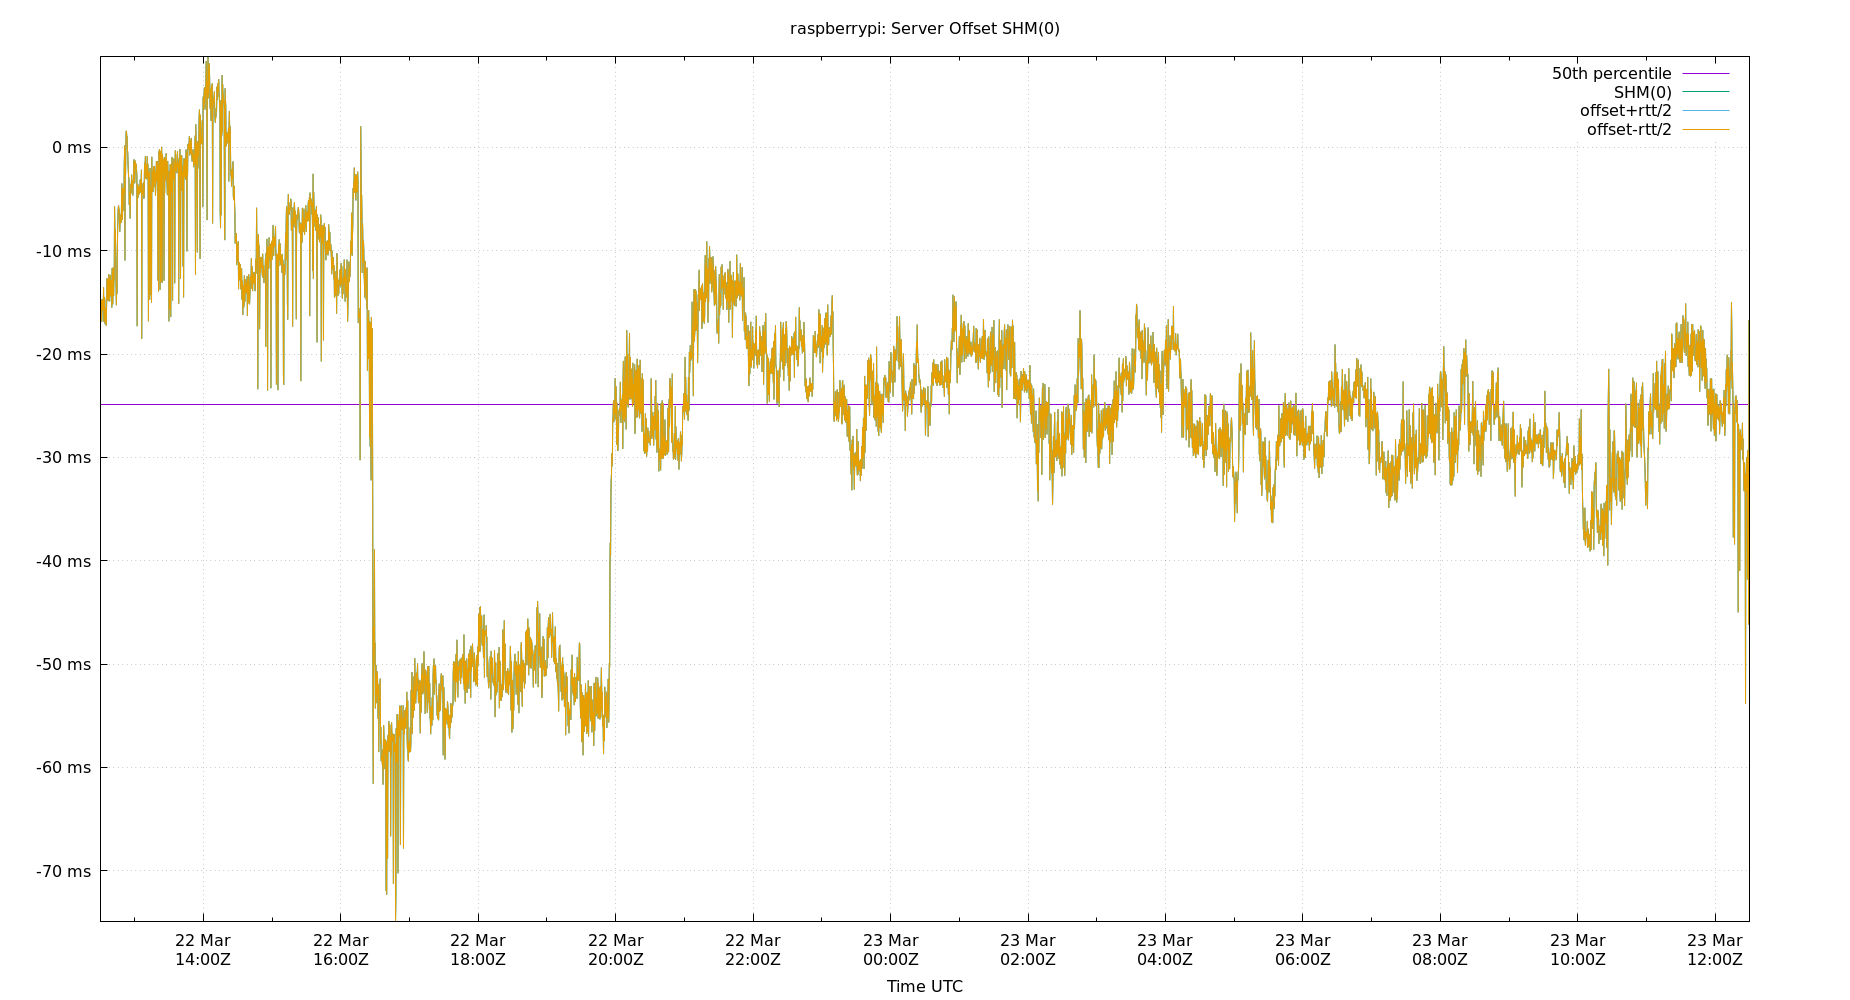 raspberrypi: Server Offset SHM(0)
50th percentile
SHM(0)
offset+rtt/2
offset-rtt/2
0 ms
-10 ms
-20 ms
-30 ms
-40 ms
-50 ms
-60 ms
-70 ms
22 Mar 22 Mar 22 Mar 22 Mar 22 Mar 23 Mar 23 Mar 23 Mar 23 Mar 23 Mar 23 Mar 23 Mar
14:00Z 16:00Z 18:00Z 20:00Z 22:00Z 00:00Z 02:00Z 04:00Z 06:00Z 08:00Z 10:00Z 12:00Z
Time UTC